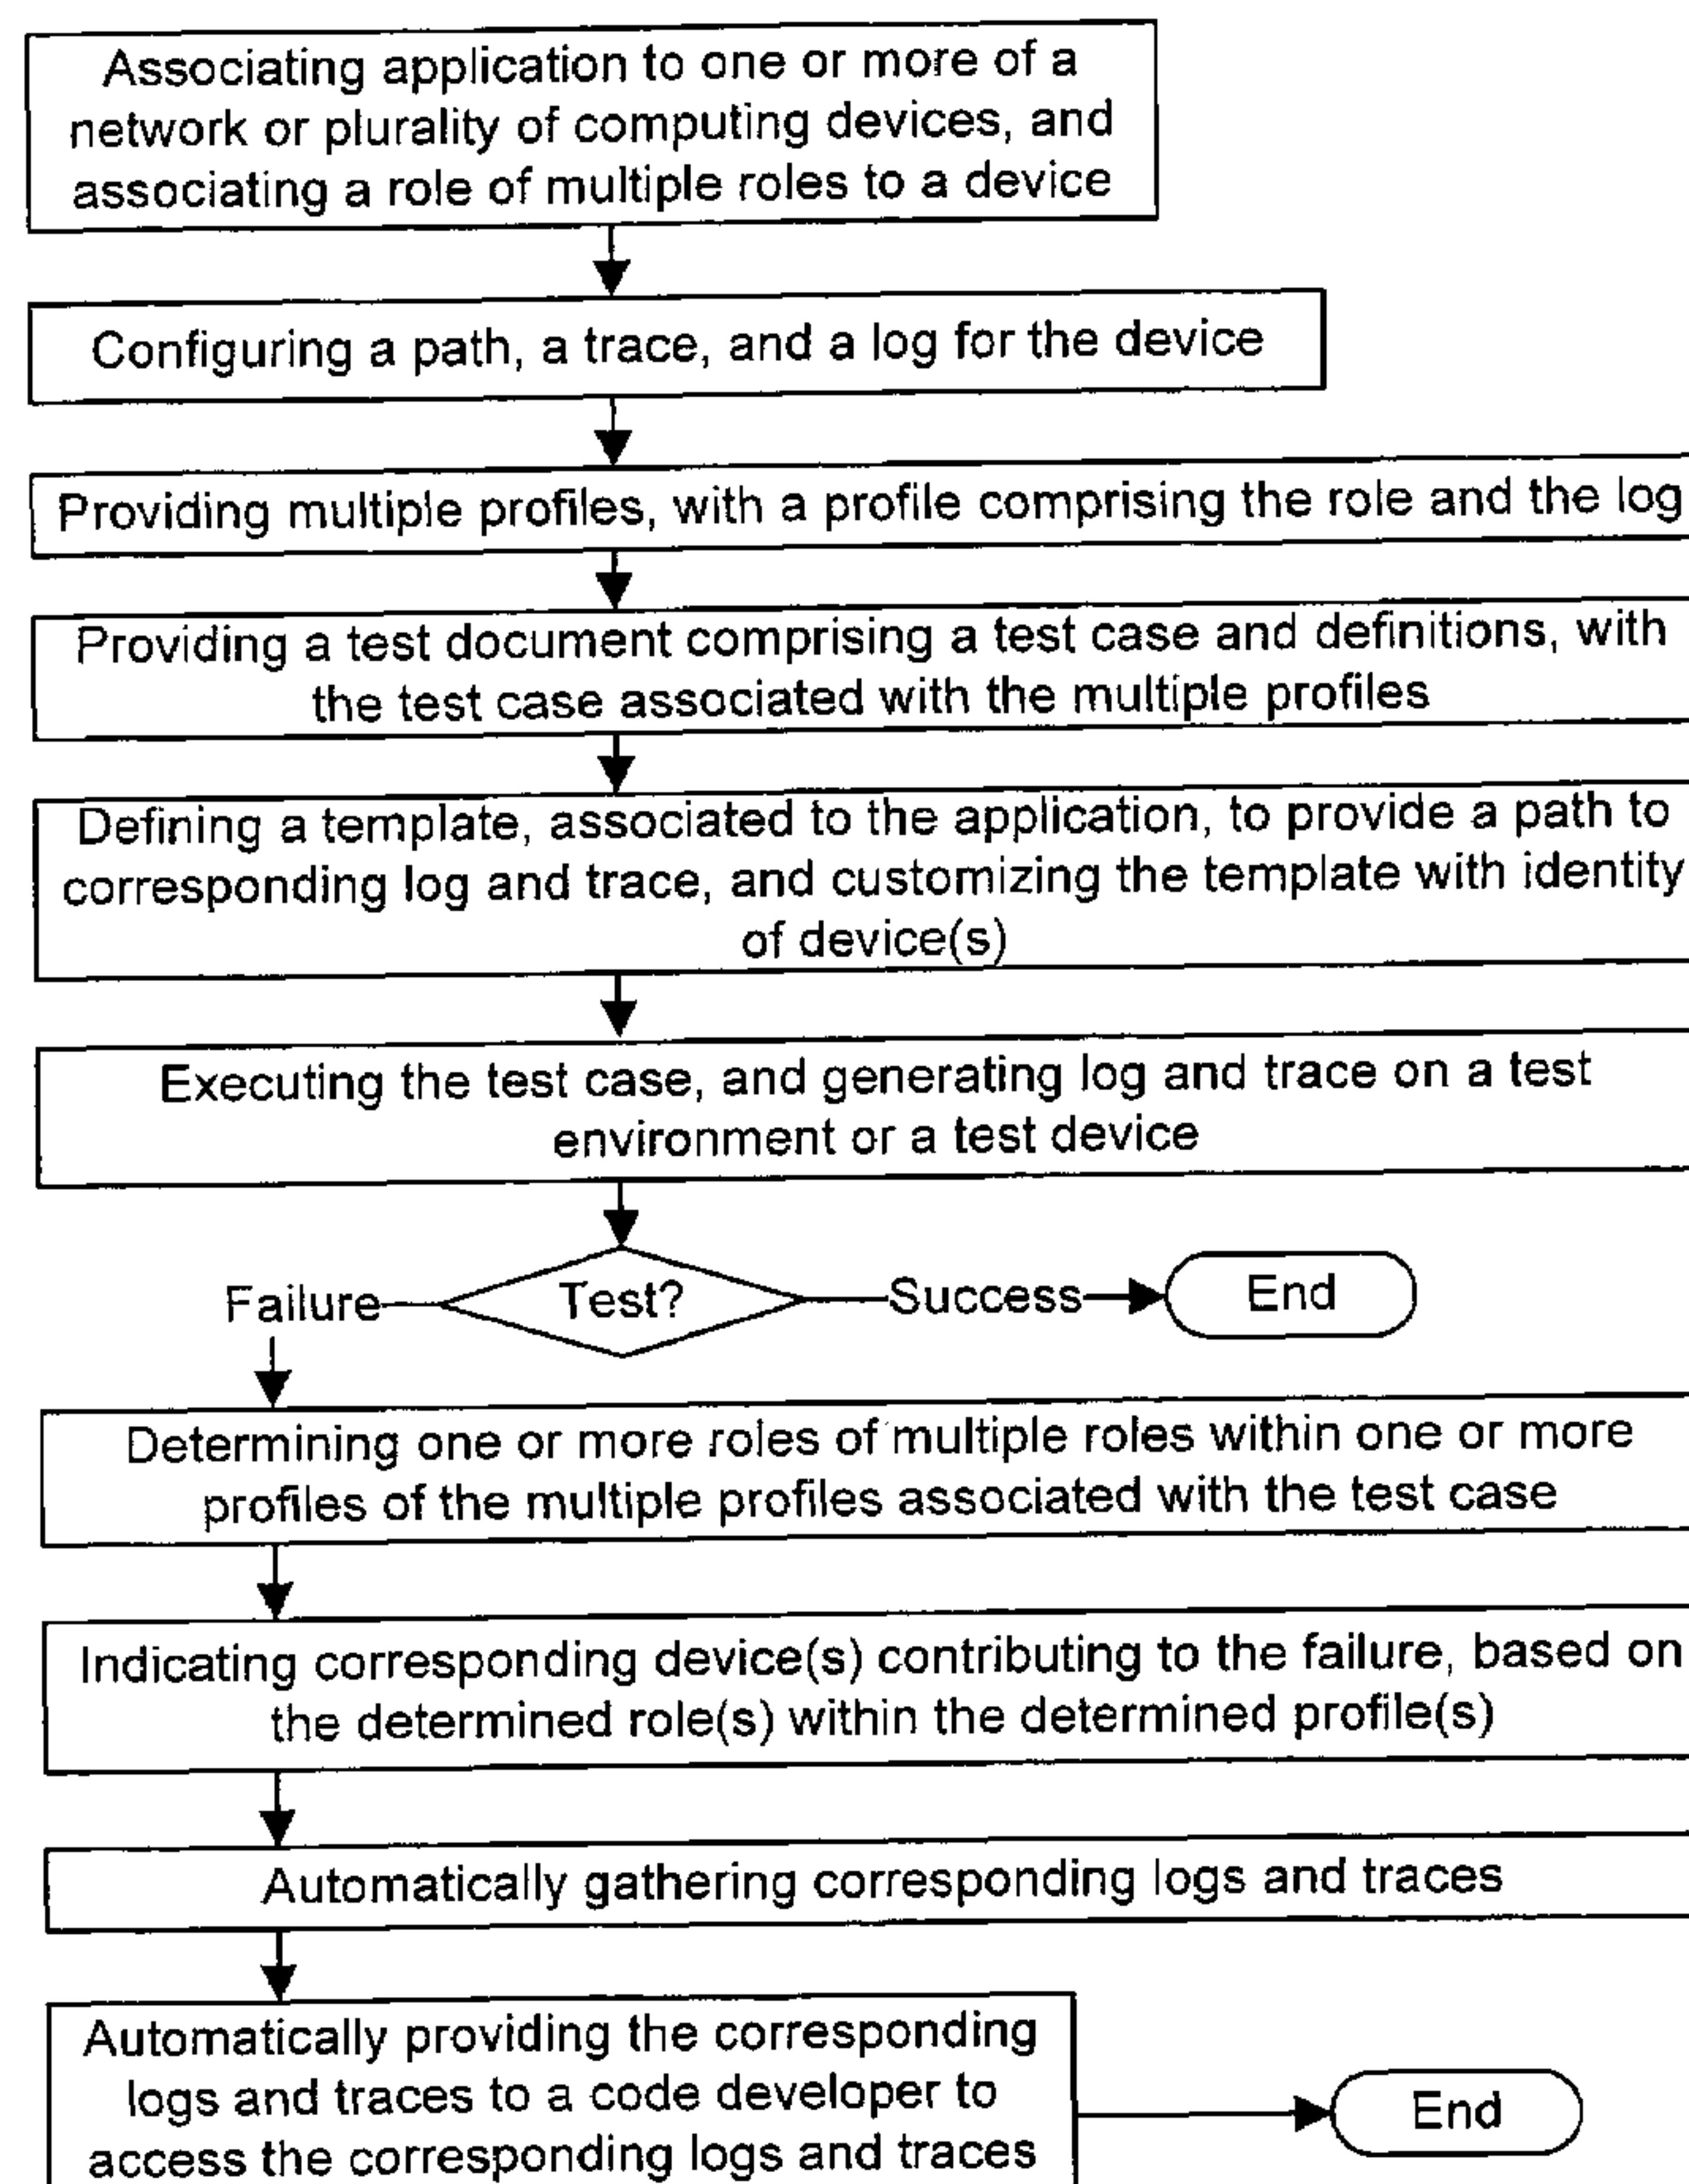 Associating application to one or more of a
network or plurality of computing devices, and
associating a role of multiple roles to a device
Configuring a path, a trace, and a log for the device
Providing multiple profiles, with a profile comprising the role and the log
Providing a test document comprising a test case and definitions, with
the test case associated with the multiple profiles
Defining a template, associated to the application, to provide a path to
corresponding log and trace, and customizing the template with identity
of device(s)
Executing the test case, and generating log and trace on a test
environment or a test device
Failure
Test?
Success
End
Determining one or more roles of multiple roles within one or more
profiles of the multiple profiles associated with the test case
Indicating corresponding device(s) contributing to the failure, based on
the determined role(s) within the determined profile(s)
Automatically gathering corresponding logs and traces
Automatically providing the corresponding
logs and traces to a code developer to
access the corresponding logs and traces
End